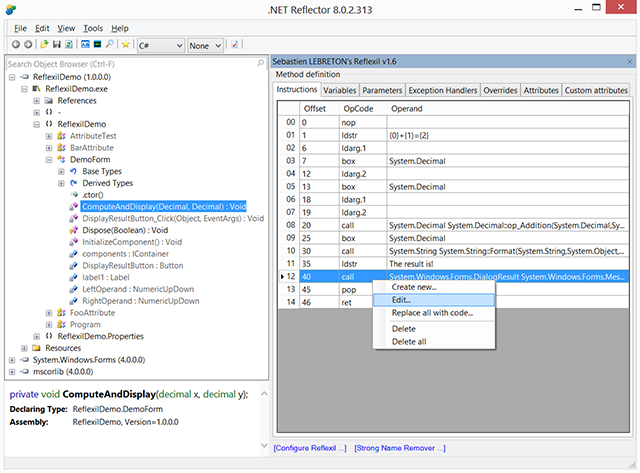 .NET Reflector 8.0.2.313
File Edit View Tools Help
C# None
Search Object Browser (Ctrl-F)
ReflexilDemo (1.0.0.0)
ReflexilDemo.exe
References
-
ReflexilDemo
AttributeTest
BarAttribute
DemoForm
Base Types
Derived Types
.ctor()
ComputeAndDisplay(Decimal, Decimal) : Void
DisplayResultButton_Click(Object, EventArgs) : Void
Dispose(Boolean) : Void
InitializeComponent() : Void
components : IContainer
DisplayResultButton : Button
label1 : Label
LeftOperand : NumericUpDown
RightOperand : NumericUpDown
FooAttribute
Program
ReflexilDemo.Properties
Resources
System.Windows.Forms (4.0.0.0)
mscorlib (4.0.0.0)
private void ComputeAndDisplay(decimal x, decimal y);
Declaring Type: ReflexilDemo.DemoForm
Assembly: ReflexilDemo, Version=1.0.0.0
Sebastien LEBRETON's Reflexil v1.6
Method definition
Instructions Variables Parameters Exception Handlers Overrides Attributes Custom attributes
Offset OpCode Operand
00 0 nop
01 1 ldstr {0}+{1}={2}
02 6 ldarg.1
03 7 box System.Decimal
04 12 ldarg.2
05 13 box System.Decimal
06 18 ldarg.1
07 19 ldarg.2
08 20 call System.Decimal System.Decimal::op_Addition(System.Decimal,Sy...
09 25 box System.Decimal
10 30 call System.String System.String::Format(System.String,System.Object,...
11 35 ldstr The result is!
12 40 call System.Windows.Forms.DialogResult System.Windows.Forms.Mes...
13 45 pop
14 46 ret
Create new...
Edit...
Replace all with code...
Delete
Delete all
[Configure Reflexil ...] [Strong Name Remover ...]